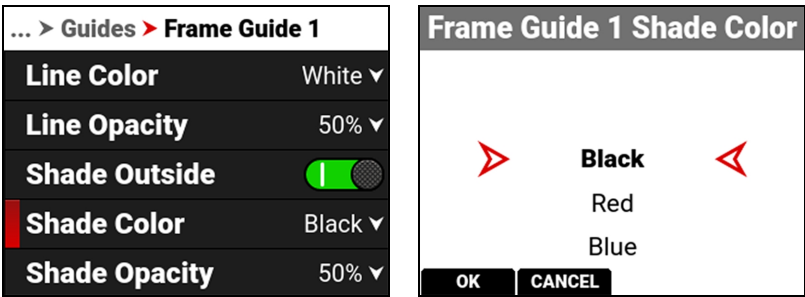 ... > Guides > Frame Guide 1
Line Color White
Line Opacity 50%
Shade Outside
Shade Color Black
Shade Opacity 50%
Frame Guide 1 Shade Color
Black
Red
Blue
OK CANCEL